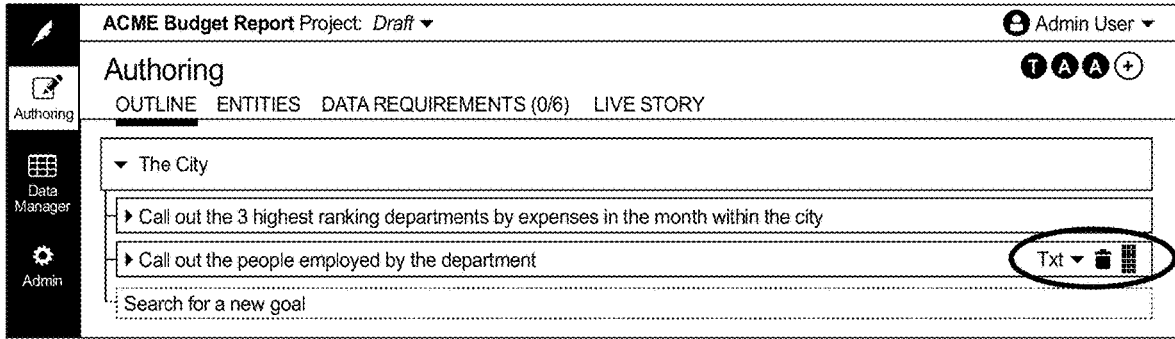 ACME Budget Report Project: Draft
Admin User
Authoring
T A A +
Authoring
OUTLINE ENTITIES DATA REQUIREMENTS (0/6) LIVE STORY
The City
Data
Manager
Call out the 3 highest ranking departments by expenses in the month within the city
Call out the people employed by the department
Txt
Admin
Search for a new goal